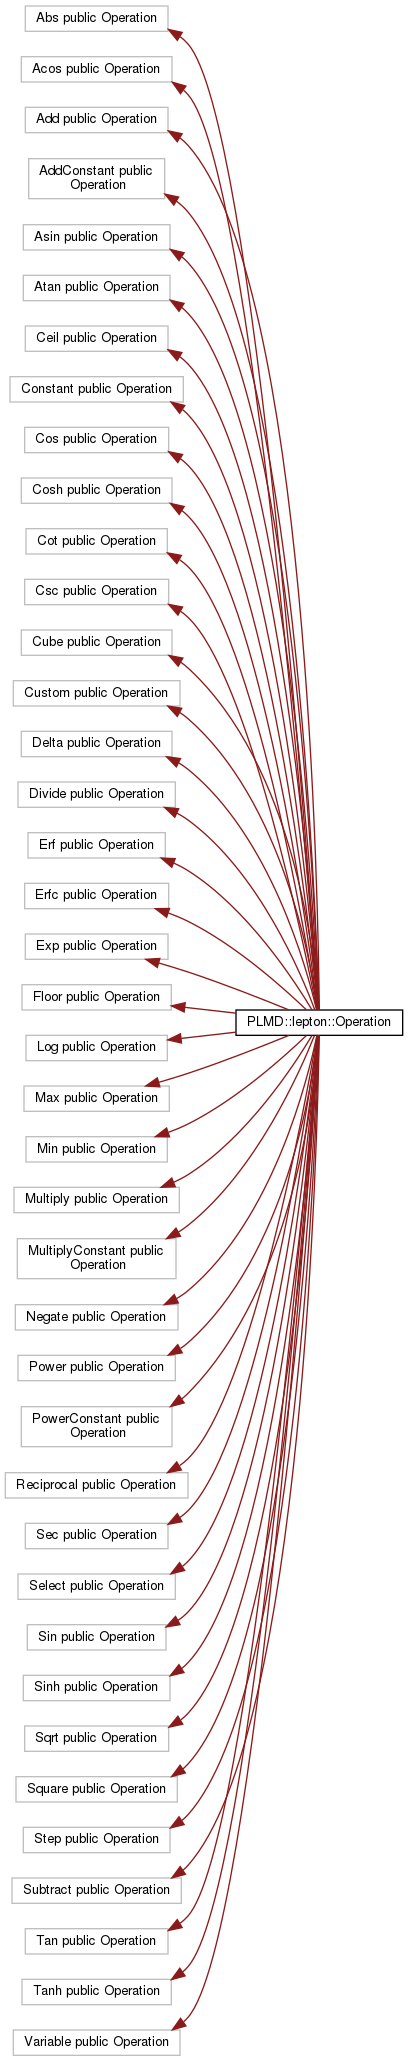 Abs public Operation
Acos public Operation
Add public Operation
AddConstant public
Operation
Asin public Operation
Atan public Operation
Ceil public Operation
Constant public Operation
Cos public Operation
Cosh public Operation
Cot public Operation
Csc public Operation
Cube public Operation
Custom public Operation
Delta public Operation
Divide public Operation
Erf public Operation
Erfc public Operation
Exp public Operation
Floor public Operation
PLMD::lepton::Operation
Log public Operation
Max public Operation
Min public Operation
Multiply public Operation
MultiplyConstant public
Operation
Negate public Operation
Power public Operation
PowerConstant public
Operation
Reciprocal public Operation
Sec public Operation
Select public Operation
Sin public Operation
Sinh public Operation
Sqrt public Operation
Square public Operation
Step public Operation
Subtract public Operation
Tan public Operation
Tanh public Operation
Variable public Operation